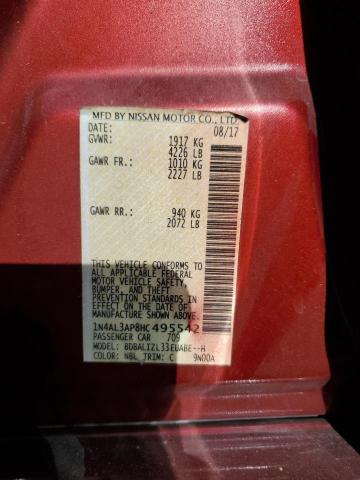 MFD BY NISSAN MOTOR CO., LTD.
DATE: 08/17
GVWR: 1917 KG
4226 LB
GAWR FR.: 1010 KG
2227 LB
GAWR RR.: 940 KG
2072 LB
THIS VEHICLE CONFORMS TO ALL
APPLICABLE FEDERAL
MOTOR VEHICLE SAFETY,
BUMPER, AND THEFT
PREVENTION STANDARDS
IN EFFECT ON THE DATE OF
MANUFACTURE SHOWN
ABOVE.
1N4AL3AP8HC495542
PASSENGER CAR 709
MODEL: BDBALIZL33EUABE--H
COLOR: NBL TRIM: C 9N00A